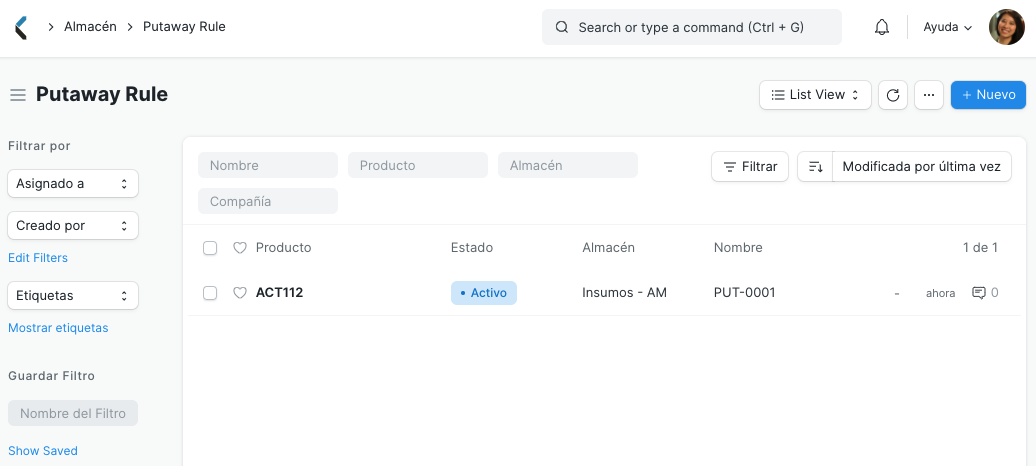 Almacén
Putaway Rule
Search or type a command (Ctrl + G)
Ayuda
Putaway Rule
List View
...
+ Nuevo
Filtrar por
Asignado a
Creado por
Edit Filters
Etiquetas
Mostrar etiquetas
Guardar Filtro
Nombre del Filtro
Show Saved
Nombre
Producto
Almacén
Compañía
Filtrar
Modificada por última vez
Producto Estado Almacén Nombre 1 de 1
ACT112 Activo Insumos - AM PUT-0001 - ahora 0